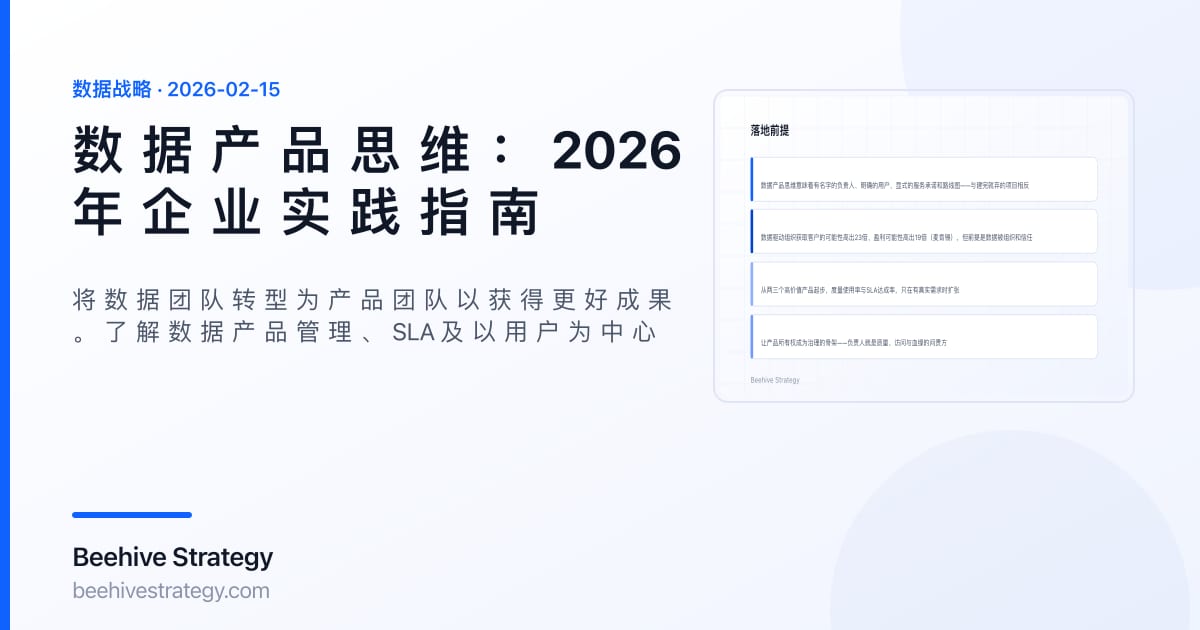 数据战略 · 2026-02-15
数据产品思维：2026
年企业实践指南
将数据团队转型为产品团队以获得更好成果
。了解数据产品管理、SLA及以用户为中心
落地前提
数据产品思维意味着有名字的负责人、明确的用户、显式的服务承诺和路线图——与建完就弃的项目相反
数据驱动组织获取客户的可能性高出23倍、盈利可能性高出19倍（麦肯锡），但前提是数据被组织和信任
从两三个高价值产品起步，度量使用率与SLA达成率，只在有真实需求时扩张
让产品所有权成为治理的骨架——负责人就是质量、访问与血缘的问责方
Beehive Strategy
Beehive Strategy
beehivestrategy.com